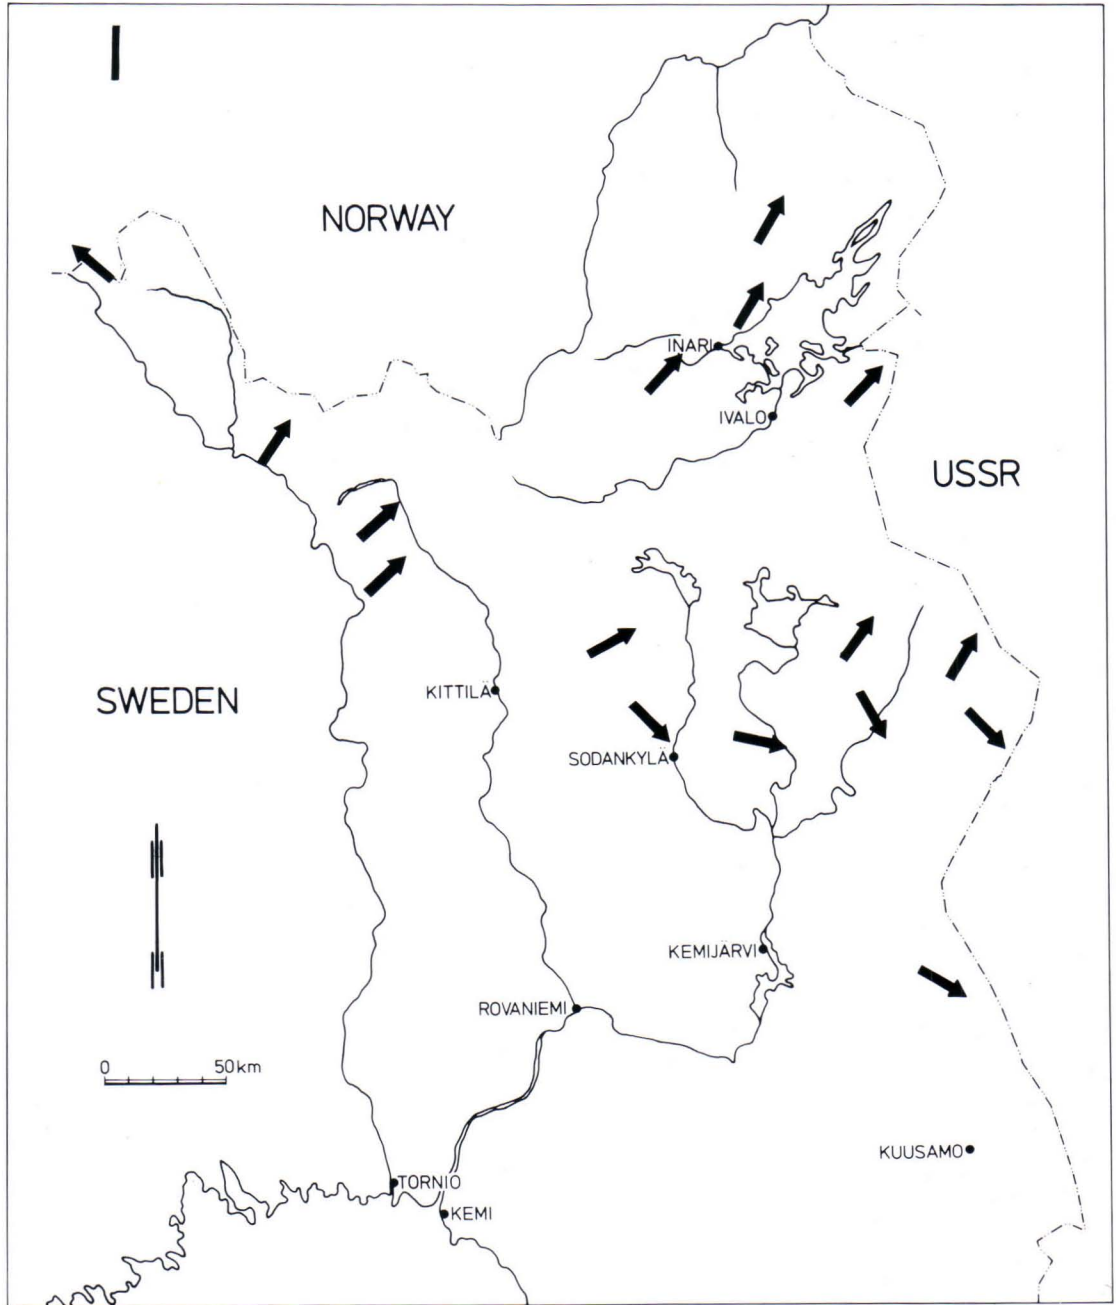 I
NORWAY
INARI
IVALO
USSR
KITTILÄ
SWEDEN
SODANKYLÄ
KEMIJÄRVI
ROVANIEMI
0 50km
KUUSAMO
TORNIO
KEMI